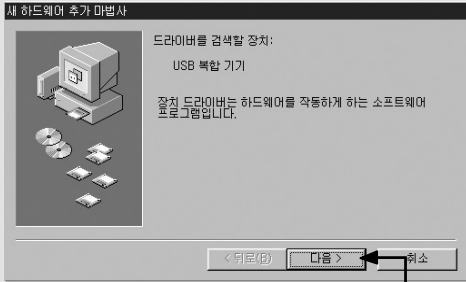 새 하드웨어 추가 마법사
드라이버를 검색할 장치:
USB 복합 기기
장치 드라이버는 하드웨어를 작동하게 하는 소프트웨어
프로그램입니다.
< 뒤로(B) 다음 > 취소